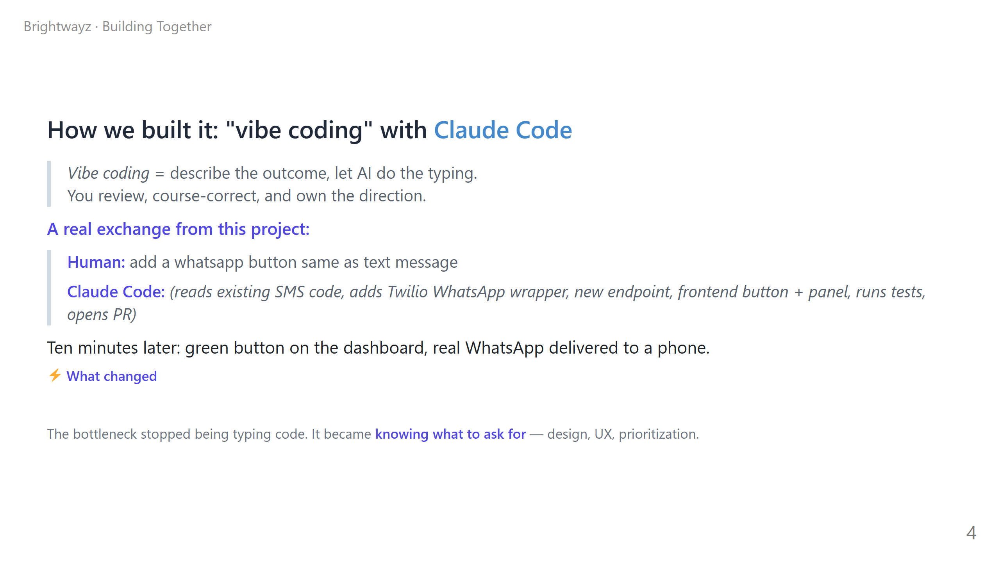 Brightwayz · Building Together
How we built it: "vibe coding" with Claude Code
Vibe coding = describe the outcome, let AI do the typing.
You review, course-correct, and own the direction.
A real exchange from this project:
Human: add a whatsapp button same as text message
Claude Code: (reads existing SMS code, adds Twilio WhatsApp wrapper, new endpoint, frontend button + panel, runs tests,
opens PR)
Ten minutes later: green button on the dashboard, real WhatsApp delivered to a phone.
⚡ What changed
The bottleneck stopped being typing code. It became knowing what to ask for — design, UX, prioritization.
4